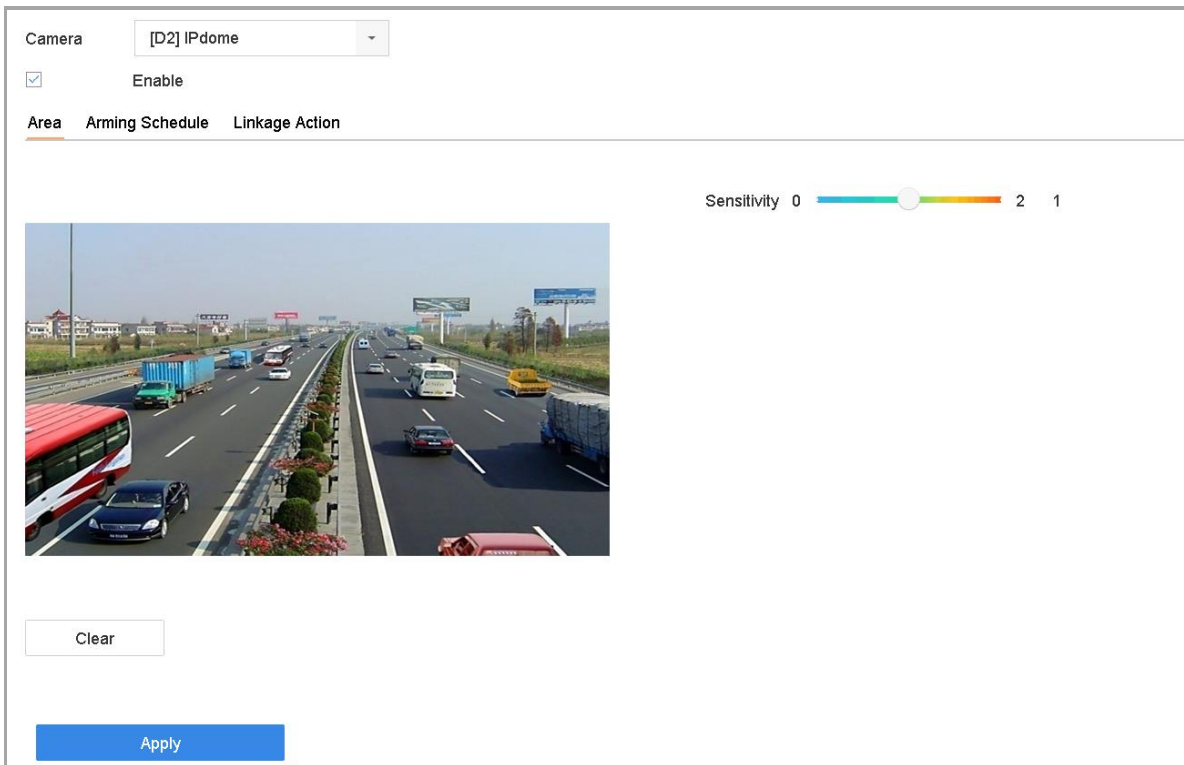 Camera [D2] IPdome
Enable
Area Arming Schedule Linkage Action
Sensitivity 0 2 1
Clear
Apply